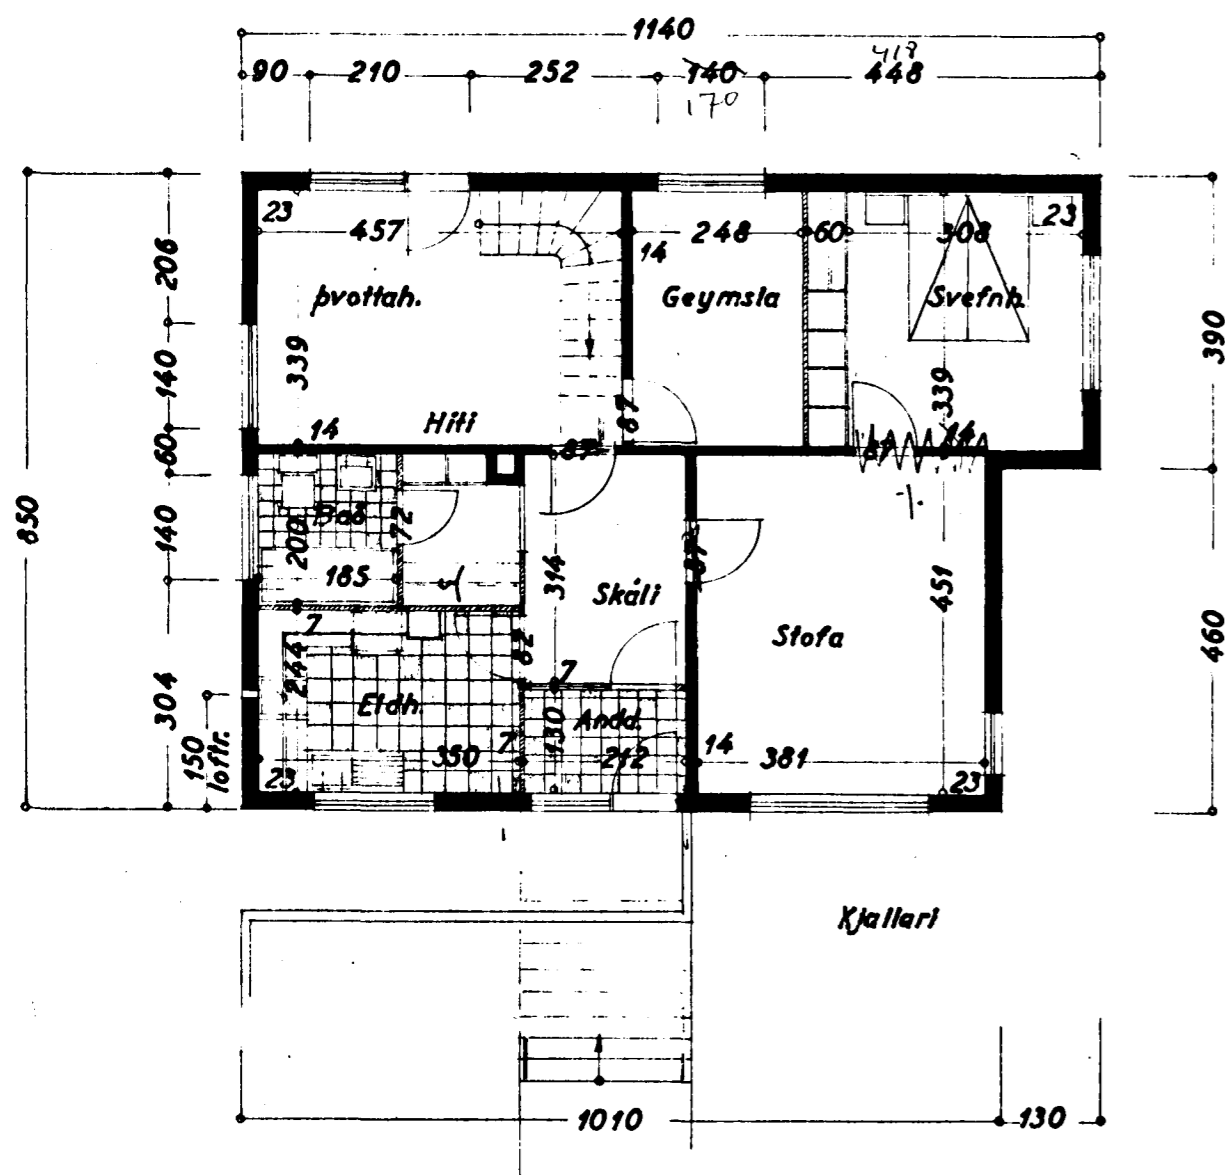 1140
418
90 210 252 140 448
170
23 457 14 248 60 308 23
206
þvottah. Geymsla Svefnh.
390
140 339 87 339
Hiti
14 87 87 14
60
850
140 Bað 72
200
185 314 87 451
Skáli
Stofa
460
7 82
244 7
304
Eldh. 130 Andd.
150 loftr.
7 350 212 14 381
23 23
Kjallari
1010 130